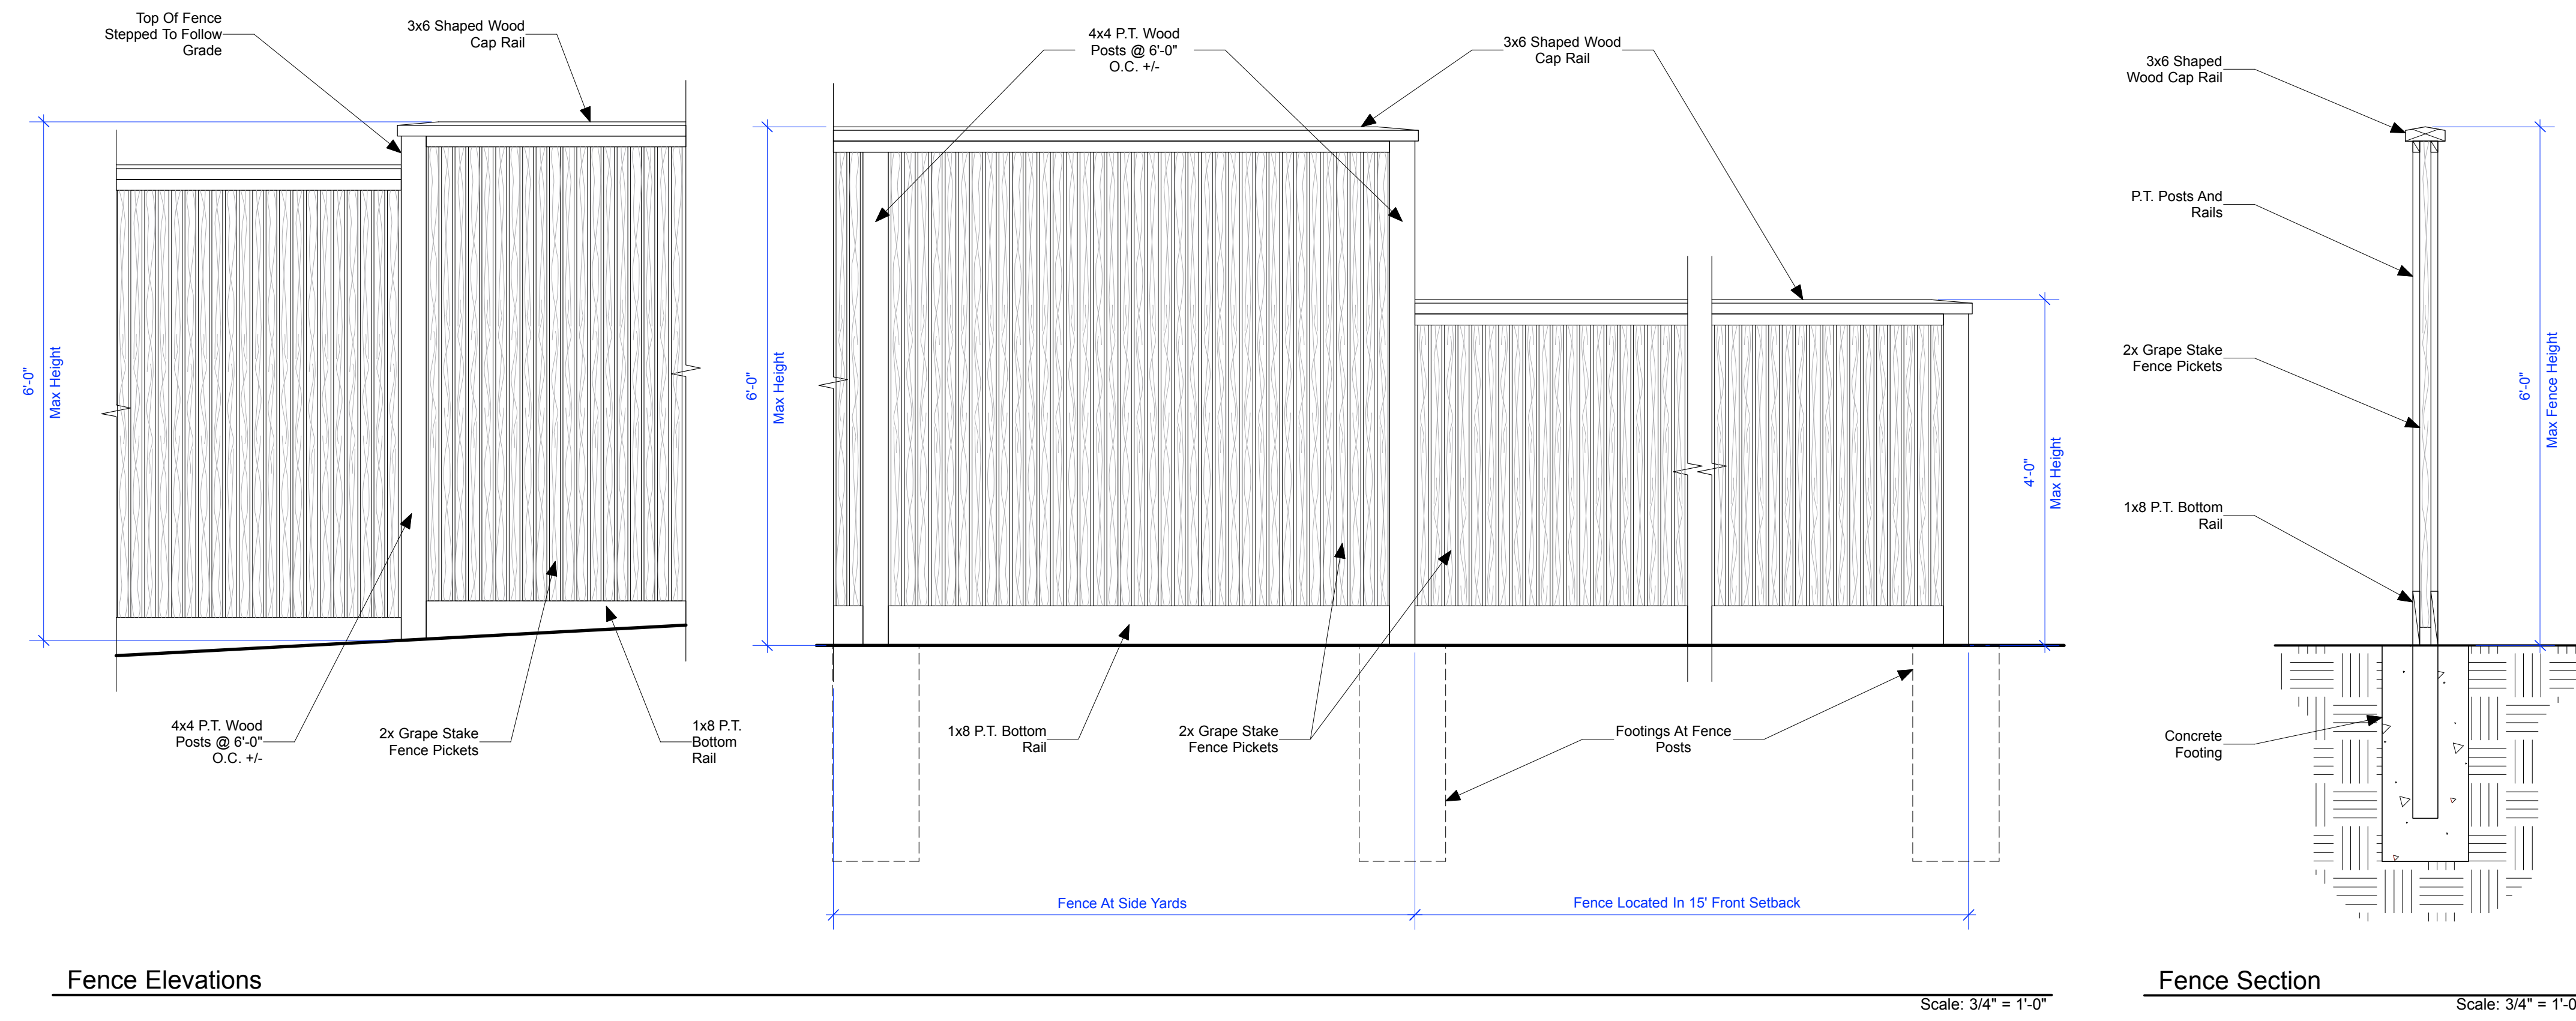 Top Of Fence
Stepped To Follow
Grade
3x6 Shaped Wood
Cap Rail
6'-0"
Max Height
4x4 P.T. Wood
Posts @ 6'-0"
O.C. +/-
2x Grape Stake
Fence Pickets
1x8 P.T.
Bottom
Rail
4x4 P.T. Wood
Posts @ 6'-0"
O.C. +/-
3x6 Shaped Wood
Cap Rail
6'-0"
Max Height
4'-0"
Max Height
1x8 P.T. Bottom
Rail
2x Grape Stake
Fence Pickets
Footings At Fence
Posts
Fence At Side Yards
Fence Located In 15' Front Setback
Fence Elevations
Scale: 3/4" = 1'-0"
3x6 Shaped
Wood Cap Rail
P.T. Posts And
Rails
2x Grape Stake
Fence Pickets
1x8 P.T. Bottom
Rail
Concrete
Footing
6'-0"
Max Fence Height
Fence Section
Scale: 3/4" = 1'-0